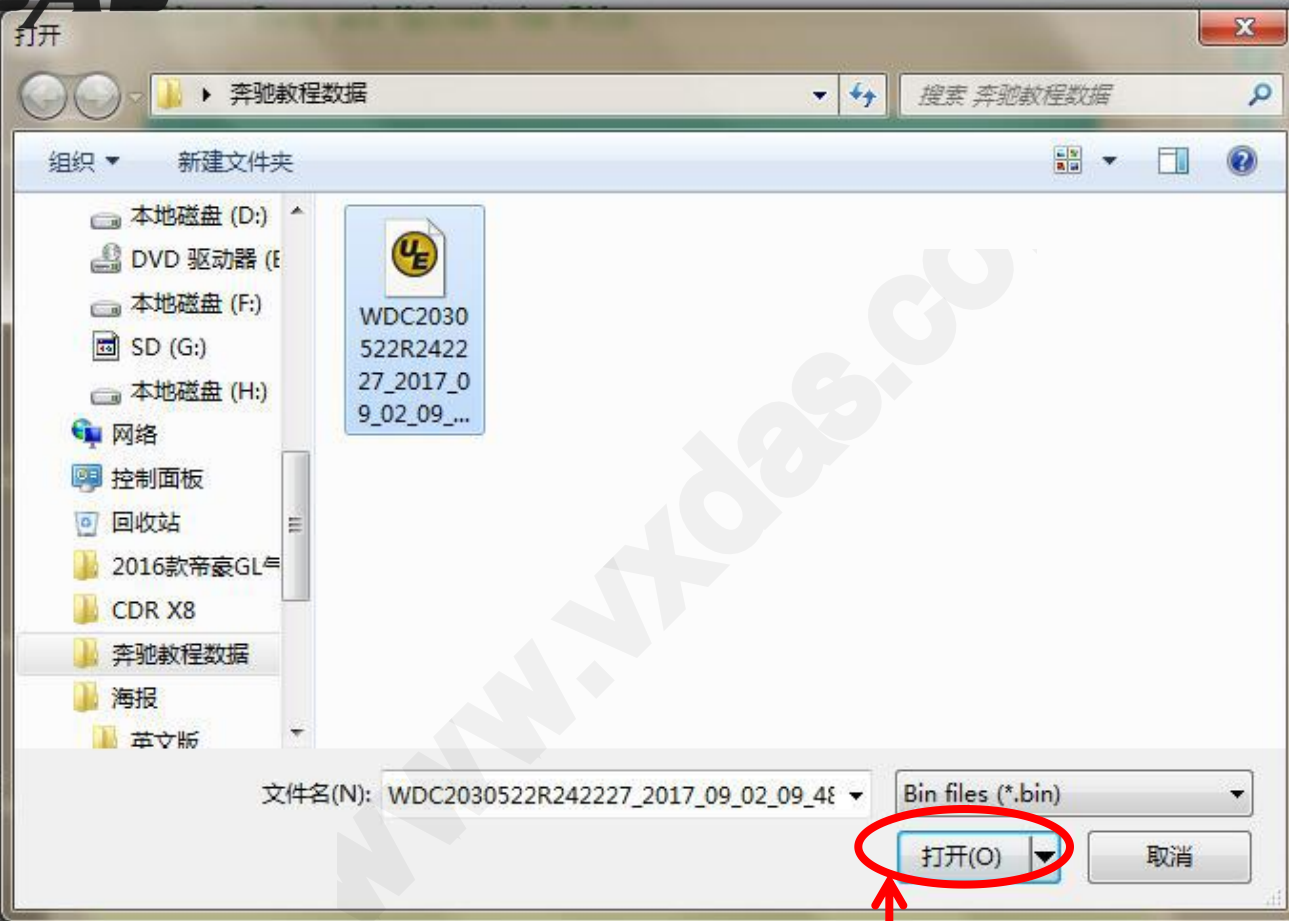 打开
奔驰教程数据
搜索 奔驰教程数据
组织
新建文件夹
本地磁盘 (D:)
DVD 驱动器 (E
本地磁盘 (F:)
SD (G:)
本地磁盘 (H:)
网络
控制面板
回收站
2016款帝豪GL气
CDR X8
奔驰教程数据
海报
英文版
UE
WDC2030
522R2422
27_2017_0
9_02_09_...
文件名(N): WDC2030522R242227_2017_09_02_09_48
Bin files (*.bin)
打开(O)
取消
www.vxdas.co